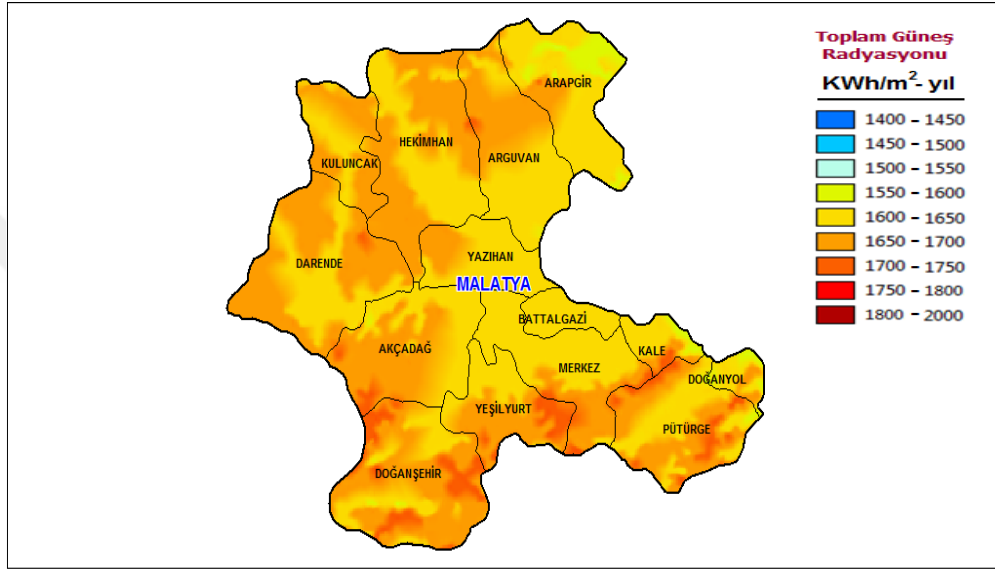 Toplam Güneş
Radyasyonu
KWh/m²- yıl
1400 - 1450
1450 - 1500
1500 - 1550
1550 - 1600
1600 - 1650
1650 - 1700
1700 - 1750
1750 - 1800
1800 - 2000
ARAPGİR
HEKİMHAN
ARGUVAN
KULUNCAK
YAZIHAN
DARENDE
MALATYA
BATTALGAZİ
AKÇADAĞ
KALE
MERKEZ
DOĞANYOL
YEŞİLYURT
PÜTÜRGE
DOĞANŞEHİR